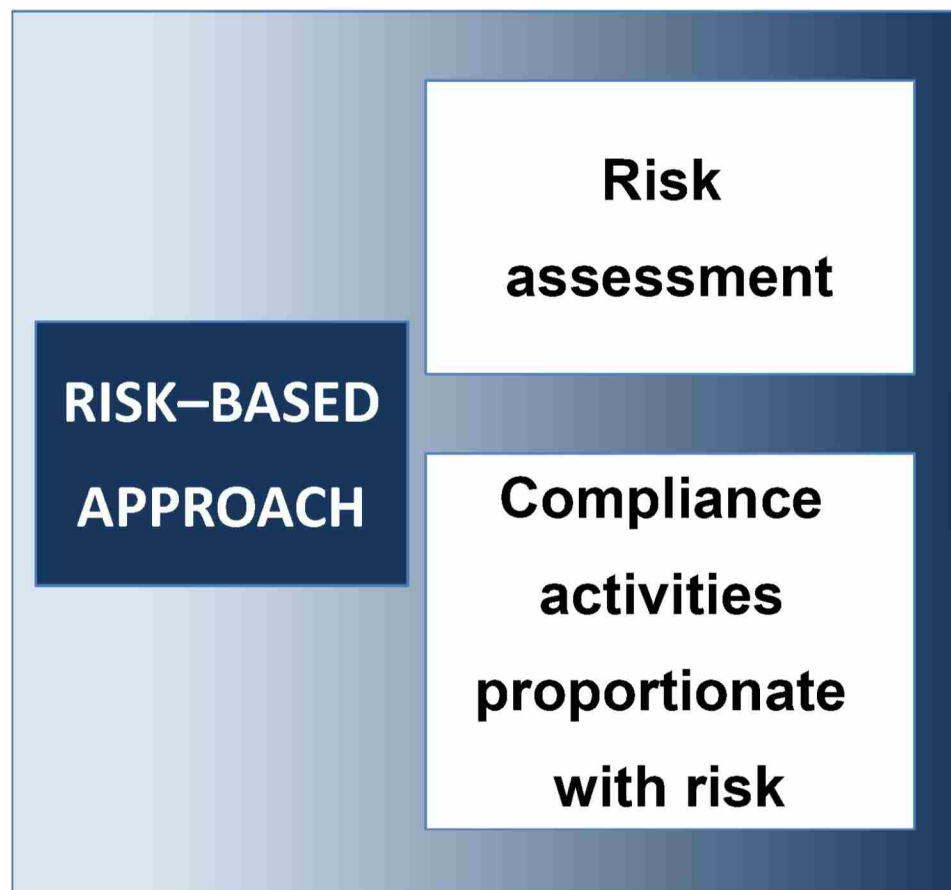 RISK–BASED
APPROACH
Risk
assessment
Compliance
activities
proportionate
with risk